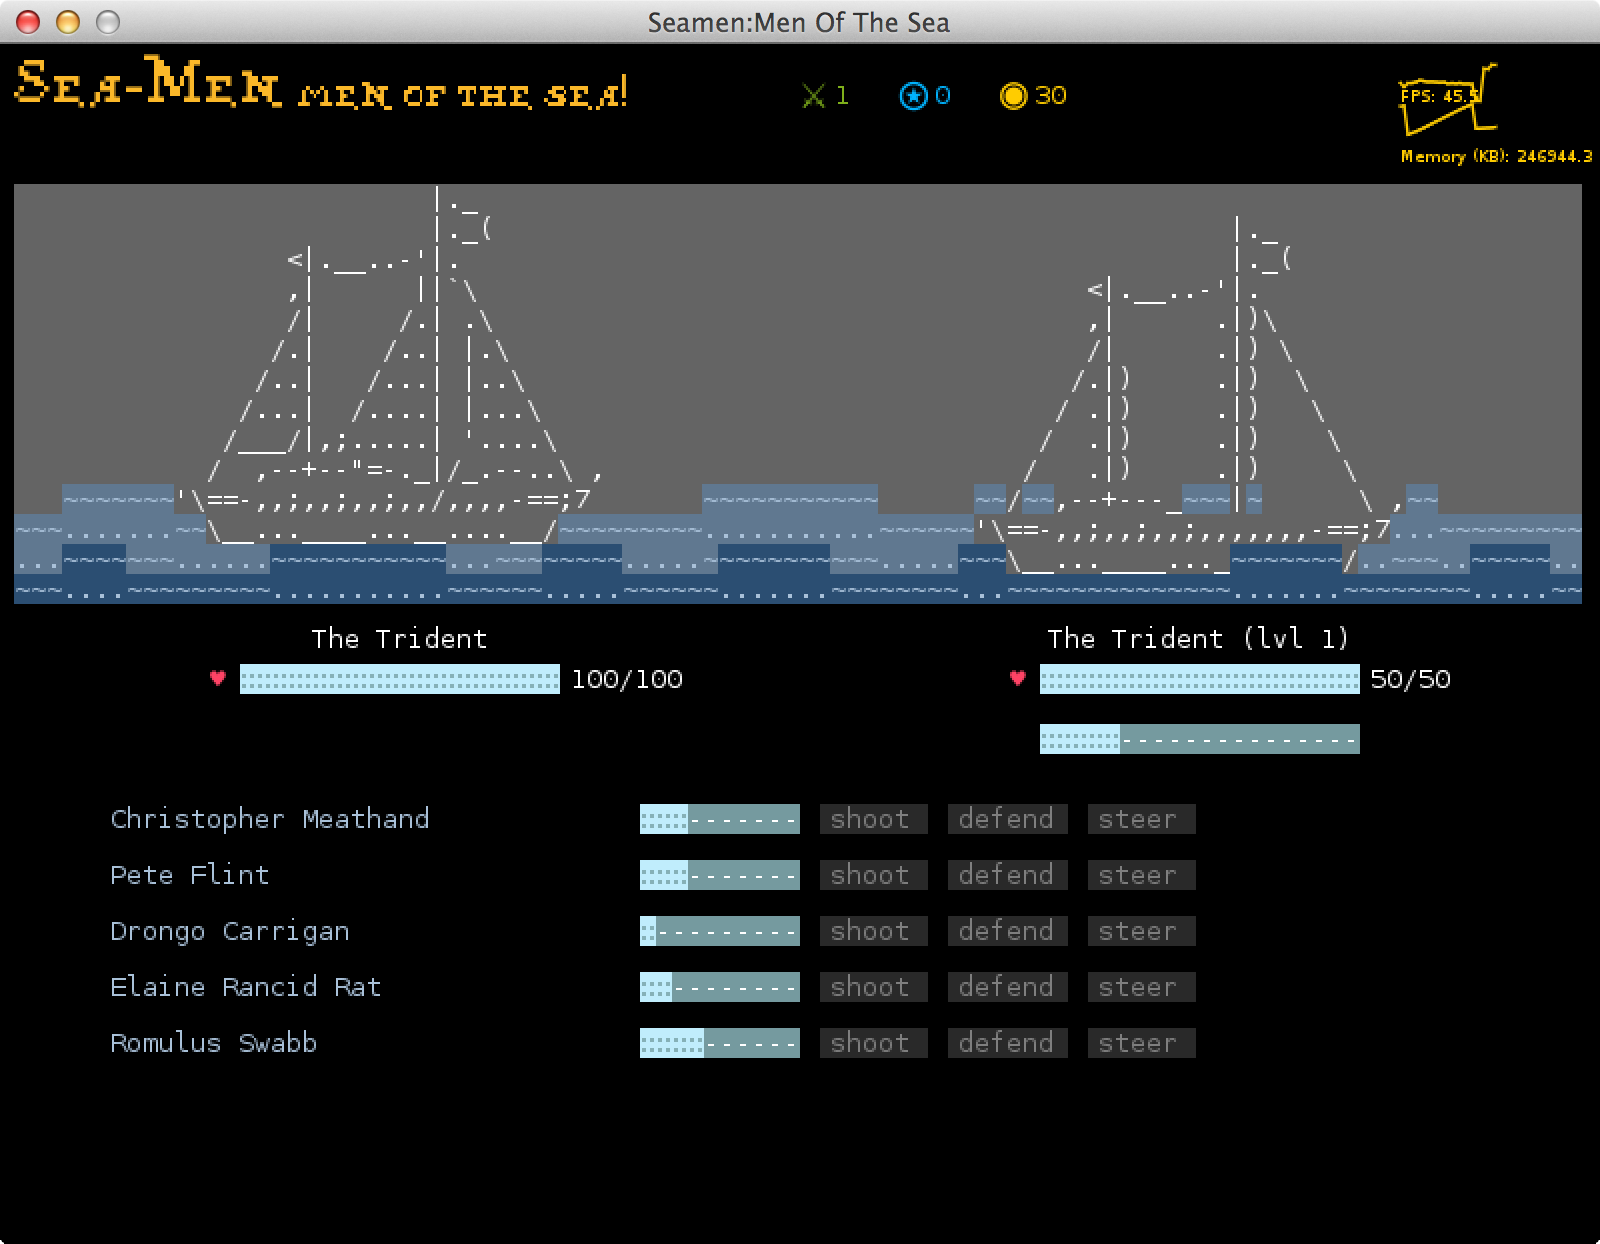 Seamen:Men Of The Sea
Sea-Men Men of the Sea!
1 0 30
FPS: 45.5
Memory (KB): 246944.3
The Trident
100/100
The Trident (lvl 1)
50/50
Christopher Meathand shoot defend steer
Pete Flint shoot defend steer
Drongo Carrigan shoot defend steer
Elaine Rancid Rat shoot defend steer
Romulus Swabb shoot defend steer